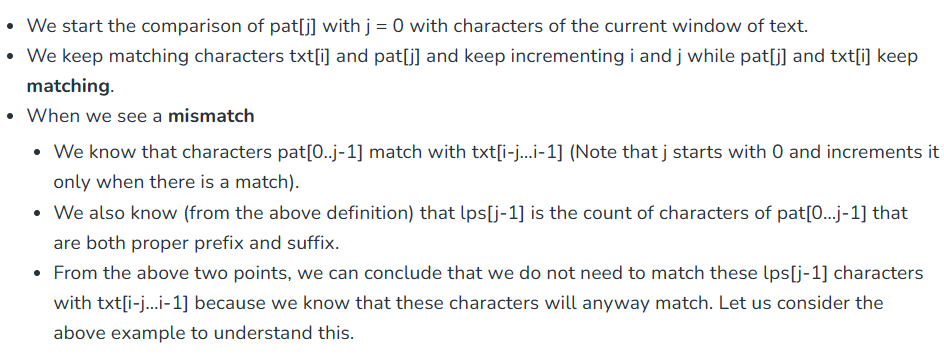 We start the comparison of pat[j] with j = 0 with characters of the current window of text.
We keep matching characters txt[i] and pat[j] and keep incrementing i and j while pat[j] and txt[i] keep
matching.
When we see a mismatch
We know that characters pat[0..j-1] match with txt[i-j…i-1] (Note that j starts with 0 and increments it
only when there is a match).
We also know (from the above definition) that lps[j-1] is the count of characters of pat[0…j-1] that
are both proper prefix and suffix.
From the above two points, we can conclude that we do not need to match these lps[j-1] characters
with txt[i-j…i-1] because we know that these characters will anyway match. Let us consider the
above example to understand this.